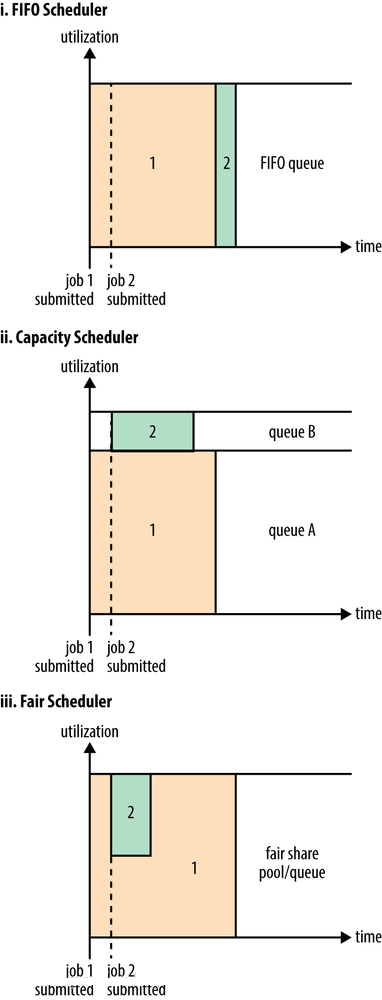 i. FIFO Scheduler
utilization
1
2
FIFO queue
time
job 1 job 2
submitted submitted
ii. Capacity Scheduler
utilization
2
queue B
1
queue A
time
job 1 job 2
submitted submitted
iii. Fair Scheduler
utilization
2
1
fair share
pool/queue
time
job 1 job 2
submitted submitted